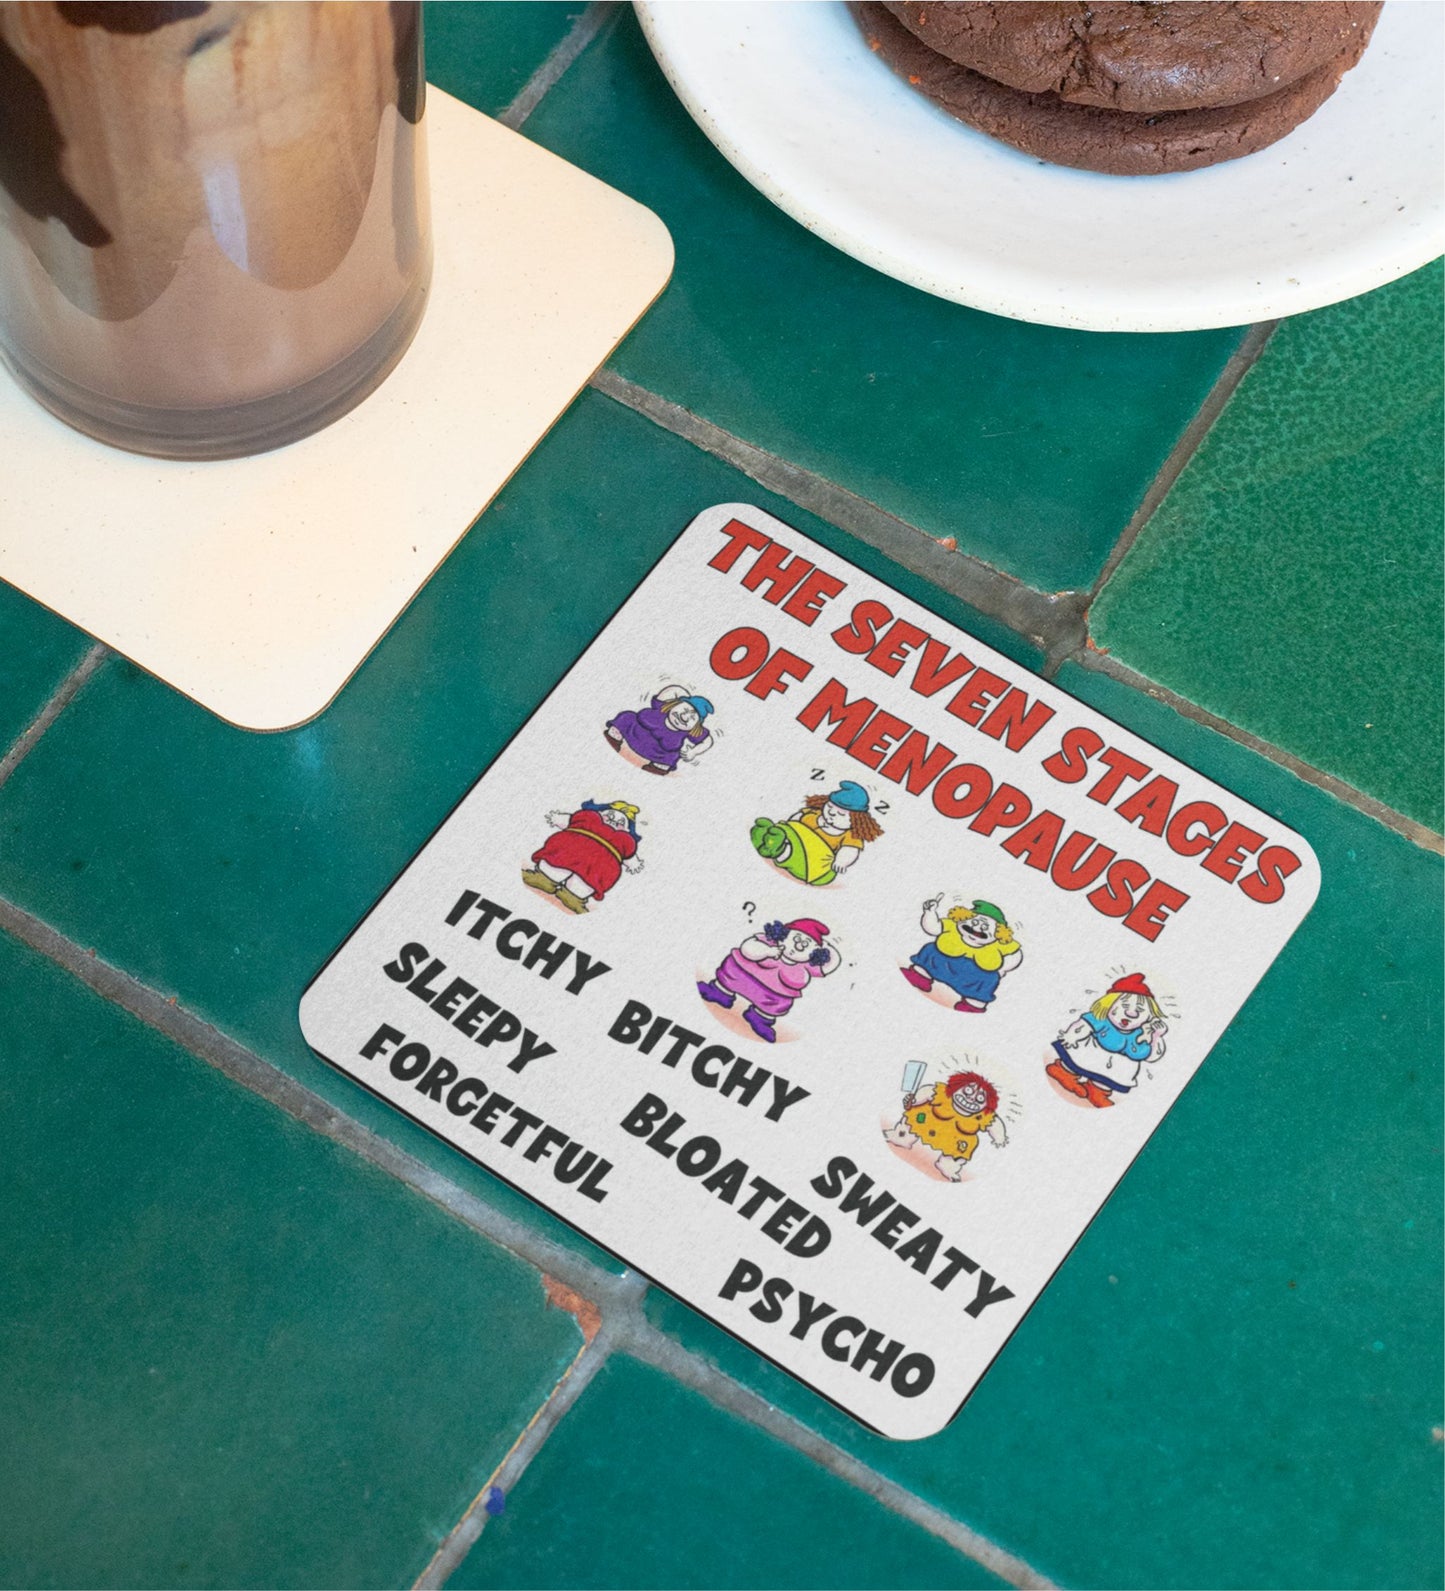 THE SEVEN STAGES
OF MENOPAUSE
Z
Z
?
ITCHY BITCHY SWEATY
SLEEPY BLOATED
FORGETFUL PSYCHO